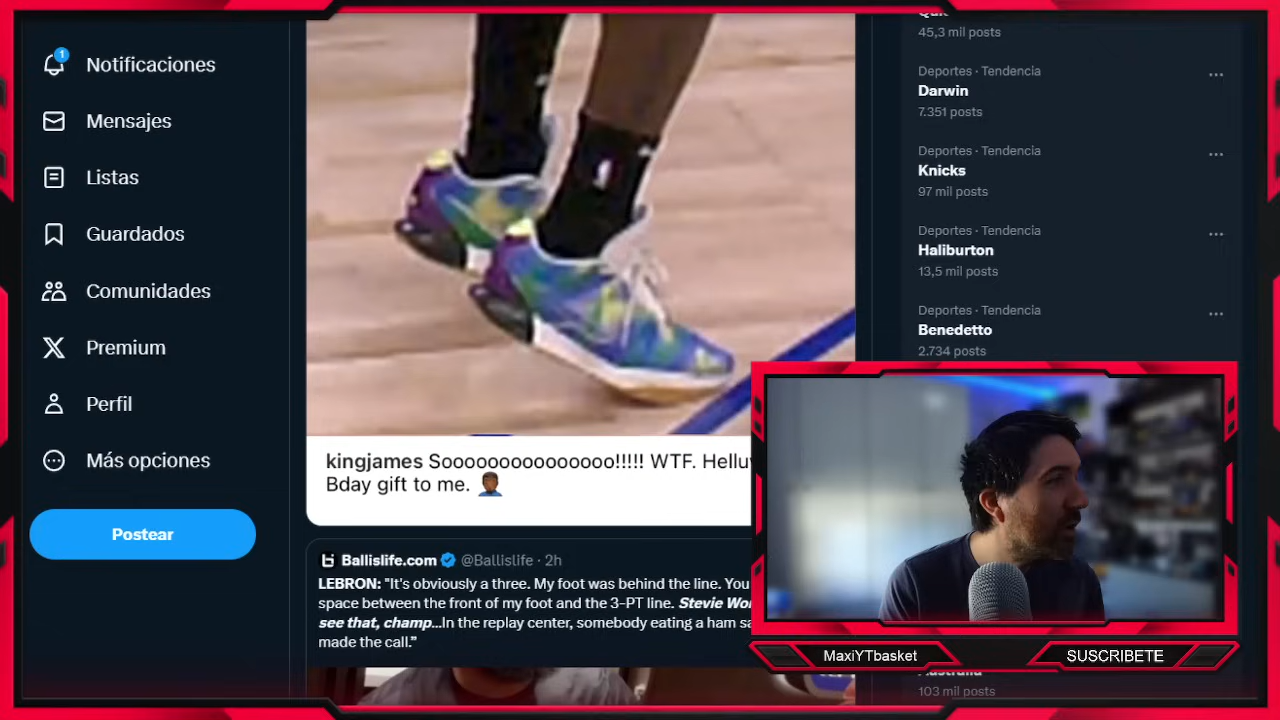 1
Notificaciones
Mensajes
Listas
Guardados
Comunidades
Premium
Perfil
Más opciones
Postear
kingjames Sooooooooooooooo!!!!! WTF. 
Bday gift to me.
Ballislife.com @Ballislife · 2h
LEBRON: "It's obviously a three. My foot was behind the line. You
space between the front of my foot and the 3-PT line. Stevie
see that, champ...In the replay center, somebody eating a ham
made the call.”
45,3 mil posts
Deportes · Tendencia
Darwin
7.351 posts
Deportes · Tendencia
Knicks
97 mil posts
Deportes · Tendencia
Haliburton
13,5 mil posts
Deportes · Tendencia
Benedetto
2.734 posts
MaxiYTbasket
SUSCRIBETE
Australia
103 mil posts